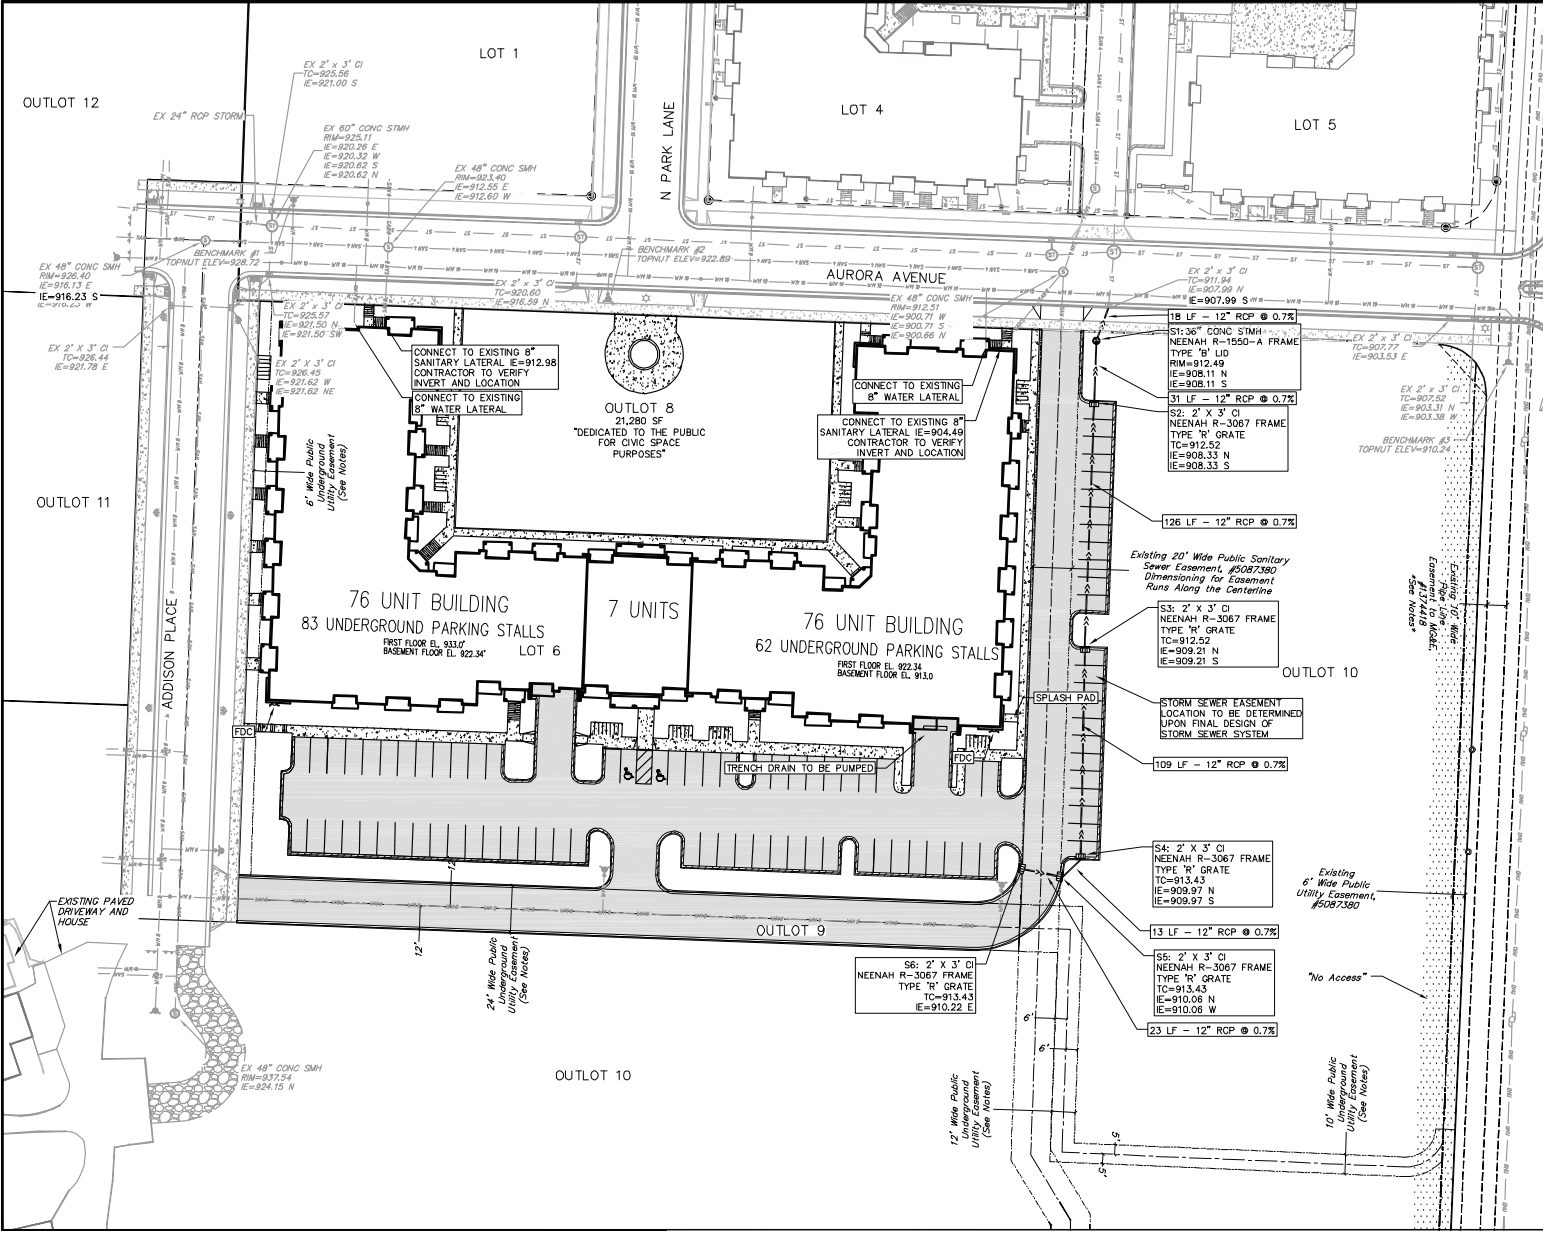 LOT 1
OUTLOT 12
EX 2' x 3' CI
TC=925.56
IE=921.00 S
EX 24" RCP STORM
EX 60" CONC STMH
RIM=925.11
IE=920.26 E
IE=920.32 W
IE=920.62 S
IE=920.62 N
EX 48" CONC SMH
RIM=923.40
IE=912.55 E
IE=912.60 W
N PARK LANE
LOT 4
LOT 5
BENCHMARK #1
TOPNUT ELEV=928.72
BENCHMARK #2
TOPNUT ELEV=922.89
AURORA AVENUE
EX 48" CONC SMH
RIM=926.40
IE=916.13 E
IE=916.23 S
IE=916.23 W
EX 2' x 3' CI
TC=926.44
IE=921.78 E
EX 2' x 3' CI
TC=925.57
IE=921.50 N
IE=921.50 SW
EX 2' x 3' CI
TC=926.45
IE=921.62 W
IE=921.62 NE
EX 2' x 3' CI
TC=920.60
IE=916.59 N
EX 48" CONC SMH
RIM=912.51
IE=900.71 W
IE=900.71 S
IE=900.66 N
EX 2' x 3' CI
TC=911.94
IE=907.99 N
IE=907.99 S
18 LF - 12" RCP @ 0.7%
S1: 36" CONC STMH
NEENAH R-1550-A FRAME
TYPE 'B' LID
RIM=912.49
IE=908.11 N
IE=908.11 S
31 LF - 12" RCP @ 0.7%
S2: 2' X 3' CI
NEENAH R-3067 FRAME
TYPE 'R' GRATE
TC=912.52
IE=908.33 N
IE=908.33 S
EX 2' x 3' CI
TC=907.77
IE=903.53 E
EX 2' x 3' CI
TC=907.52
IE=903.31 N
IE=903.38 W
BENCHMARK #3
TOPNUT ELEV=910.24
CONNECT TO EXISTING 8"
SANITARY LATERAL IE=912.98
CONTRACTOR TO VERIFY
INVERT AND LOCATION
CONNECT TO EXISTING
8" WATER LATERAL
OUTLOT 8
21,280 SF
"DEDICATED TO THE PUBLIC
FOR CIVIC SPACE
PURPOSES"
CONNECT TO EXISTING
8" WATER LATERAL
CONNECT TO EXISTING 8"
SANITARY LATERAL IE=904.49
CONTRACTOR TO VERIFY
INVERT AND LOCATION
6' Wide Public
Underground
Utility Easement
(See Notes)
OUTLOT 11
126 LF - 12" RCP @ 0.7%
Existing 20' Wide Public Sanitary
Sewer Easement, #5087380
Dimensioning for Easement
Runs Along the Centerline
Existing 10' Wide
Pipe Line
Easement to MG&E,
#1374418
*See Notes*
76 UNIT BUILDING
83 UNDERGROUND PARKING STALLS
FIRST FLOOR EL. 933.0'
BASEMENT FLOOR EL. 922.34'
LOT 6
7 UNITS
76 UNIT BUILDING
62 UNDERGROUND PARKING STALLS
FIRST FLOOR EL. 922.34
BASEMENT FLOOR EL. 913.0
S3: 2' X 3' CI
NEENAH R-3067 FRAME
TYPE 'R' GRATE
TC=912.52
IE=909.21 N
IE=909.21 S
OUTLOT 10
ADDISON PLACE
SPLASH PAD
STORM SEWER EASEMENT
LOCATION TO BE DETERMINED
UPON FINAL DESIGN OF
STORM SEWER SYSTEM
FDC
FDC
TRENCH DRAIN TO BE PUMPED
109 LF - 12" RCP @ 0.7%
S4: 2' X 3' CI
NEENAH R-3067 FRAME
TYPE 'R' GRATE
TC=913.43
IE=909.97 N
IE=909.97 S
Existing
6' Wide Public
Utility Easement,
#5087380
EXISTING PAVED
DRIVEWAY AND
HOUSE
12'
12'
24' Wide Public
Underground
Utility Easement
(See Notes)
OUTLOT 9
13 LF - 12" RCP @ 0.7%
S6: 2' X 3' CI
NEENAH R-3067 FRAME
TYPE 'R' GRATE
TC=913.43
IE=910.22 E
S5: 2' X 3' CI
NEENAH R-3067 FRAME
TYPE 'R' GRATE
TC=913.43
IE=910.06 N
IE=910.06 W
"No Access"
23 LF - 12" RCP @ 0.7%
6'
6'
EX 48" CONC SMH
RIM=937.54
IE=924.15 N
OUTLOT 10
12' Wide Public
Underground
Utility Easement
(See Notes)
10' Wide Public
Underground
Utility Easement
(See Notes)
5'
5'